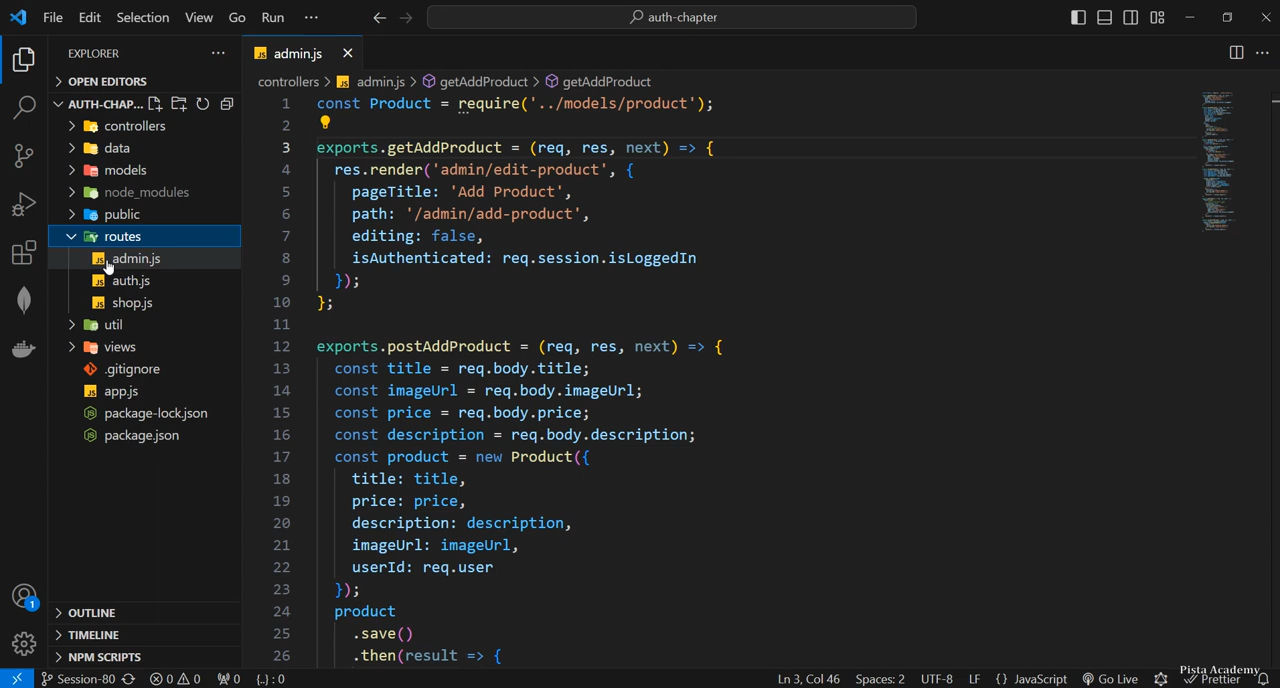 File Edit Selection View Go Run ··· auth-chapter
EXPLORER ···
OPEN EDITORS
AUTH-CHAP...
controllers
data
models
node_modules
public
routes
admin.js
auth.js
shop.js
util
views
.gitignore
app.js
package-lock.json
package.json
OUTLINE
TIMELINE
NPM SCRIPTS
1
JS admin.js
controllers > JS admin.js > getAddProduct > getAddProduct
1 const Product = require('../models/product');
2
3 exports.getAddProduct = (req, res, next) => {
4 res.render('admin/edit-product', {
5 pageTitle: 'Add Product',
6 path: '/admin/add-product',
7 editing: false,
8 isAuthenticated: req.session.isLoggedIn
9 });
10 };
11
12 exports.postAddProduct = (req, res, next) => {
13 const title = req.body.title;
14 const imageUrl = req.body.imageUrl;
15 const price = req.body.price;
16 const description = req.body.description;
17 const product = new Product({
18 title: title,
19 price: price,
20 description: description,
21 imageUrl: imageUrl,
22 userId: req.user
23 });
24 product
25 .save()
26 .then(result => {
Pista Academy
Session-80 0 0 0 {..} : 0 Ln 3, Col 46 Spaces: 2 UTF-8 LF {} JavaScript Go Live Prettier